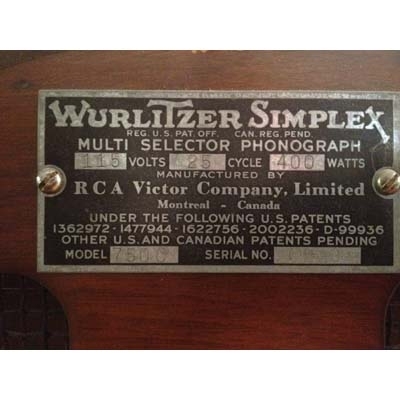 WURLITZER SIMPLEX
REG. U.S. PAT. OFF. CAN. REG. PEND.
MULTI SELECTOR PHONOGRAPH
115 VOLTS 25 CYCLE 400 WATTS
MANUFACTURED BY
RCA Victor Company, Limited
Montreal - Canada
UNDER THE FOLLOWING U.S. PATENTS
1362972-1477944-1622756-2002236-D-99936
OTHER U.S. AND CANADIAN PATENTS PENDING
MODEL SERIAL NO.